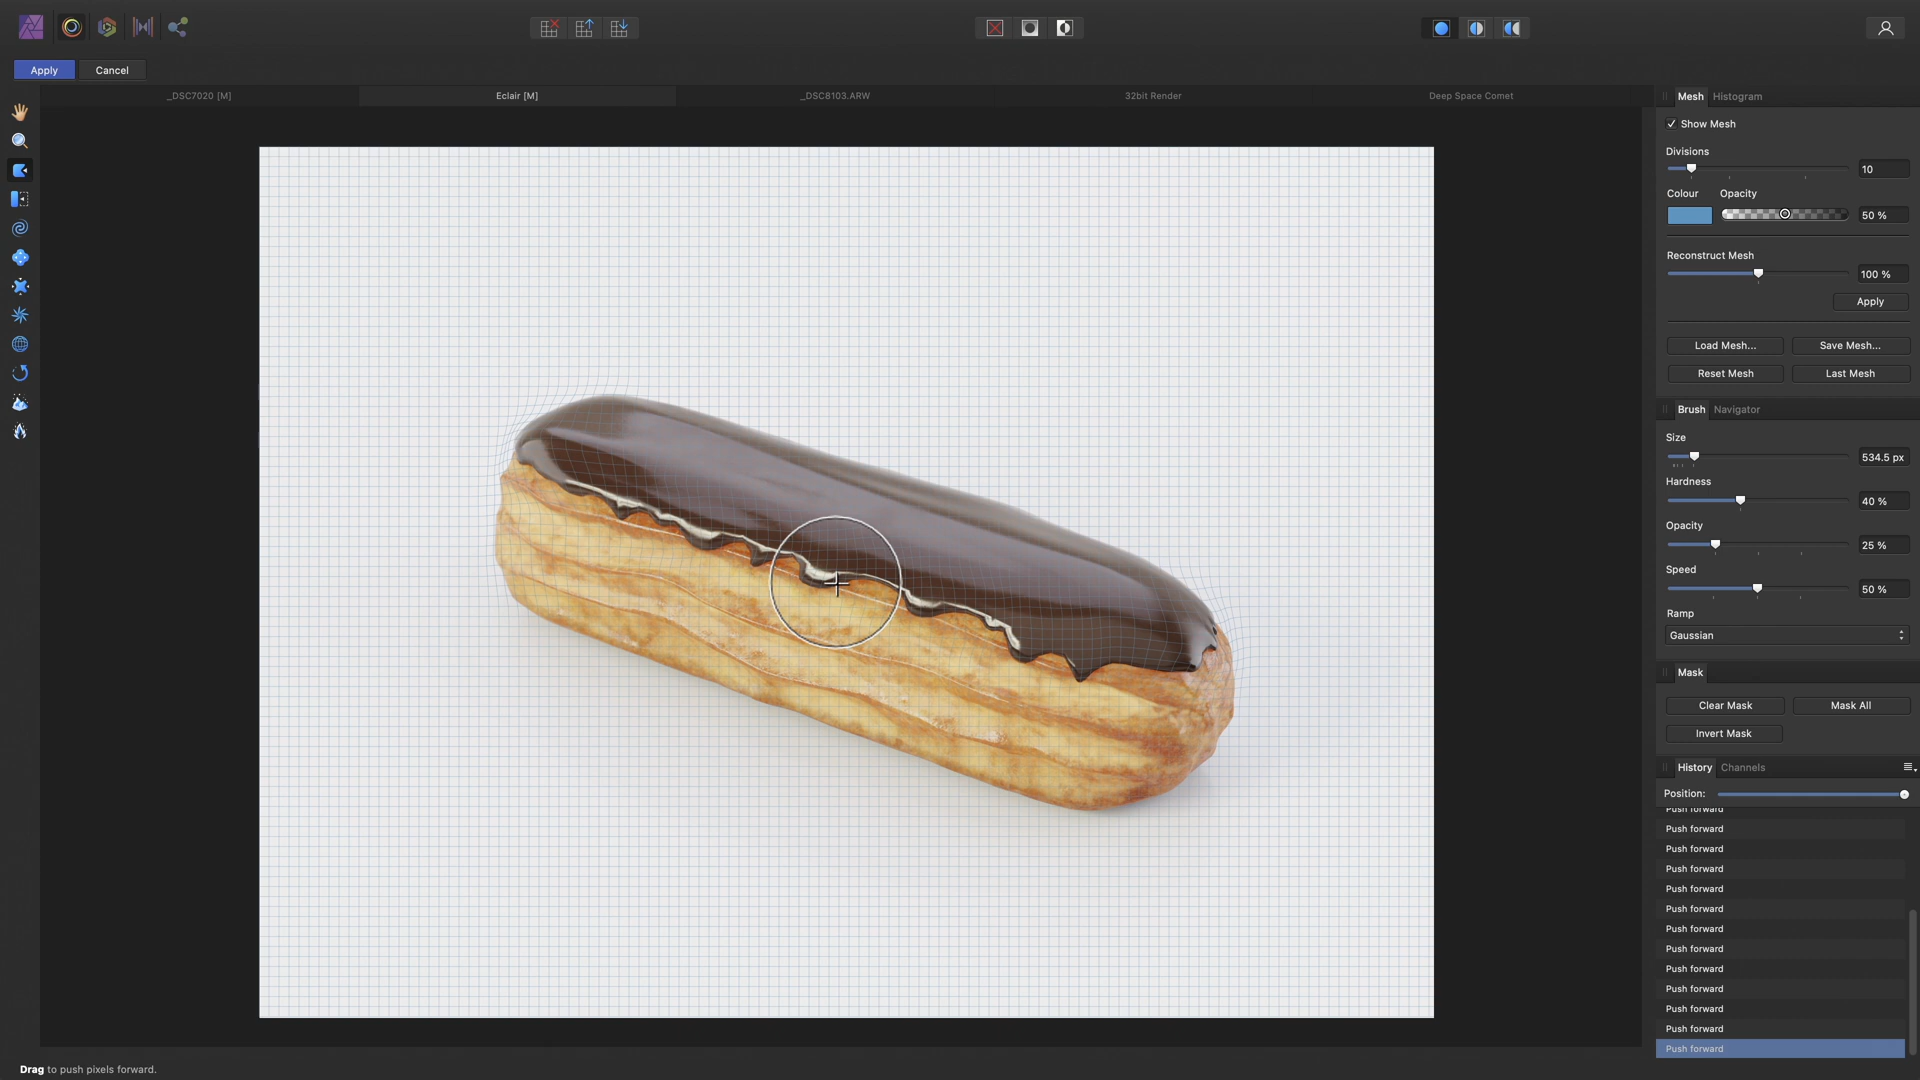 Apply
Cancel
_DSC7020 [M]
Eclair [M]
_DSC8103.ARW
32bit Render
Deep Space Comet
Mesh
Histogram
Show Mesh
Divisions
10
Colour
Opacity
50 %
Reconstruct Mesh
100 %
Apply
Load Mesh...
Save Mesh...
Reset Mesh
Last Mesh
Brush
Navigator
Size
534.5 px
Hardness
40 %
Opacity
25 %
Speed
50 %
Ramp
Gaussian
Mask
Clear Mask
Mask All
Invert Mask
History
Channels
Position:
Push forward
Push forward
Push forward
Push forward
Push forward
Push forward
Push forward
Push forward
Push forward
Push forward
Push forward
Push forward
Push forward
Drag to push pixels forward.